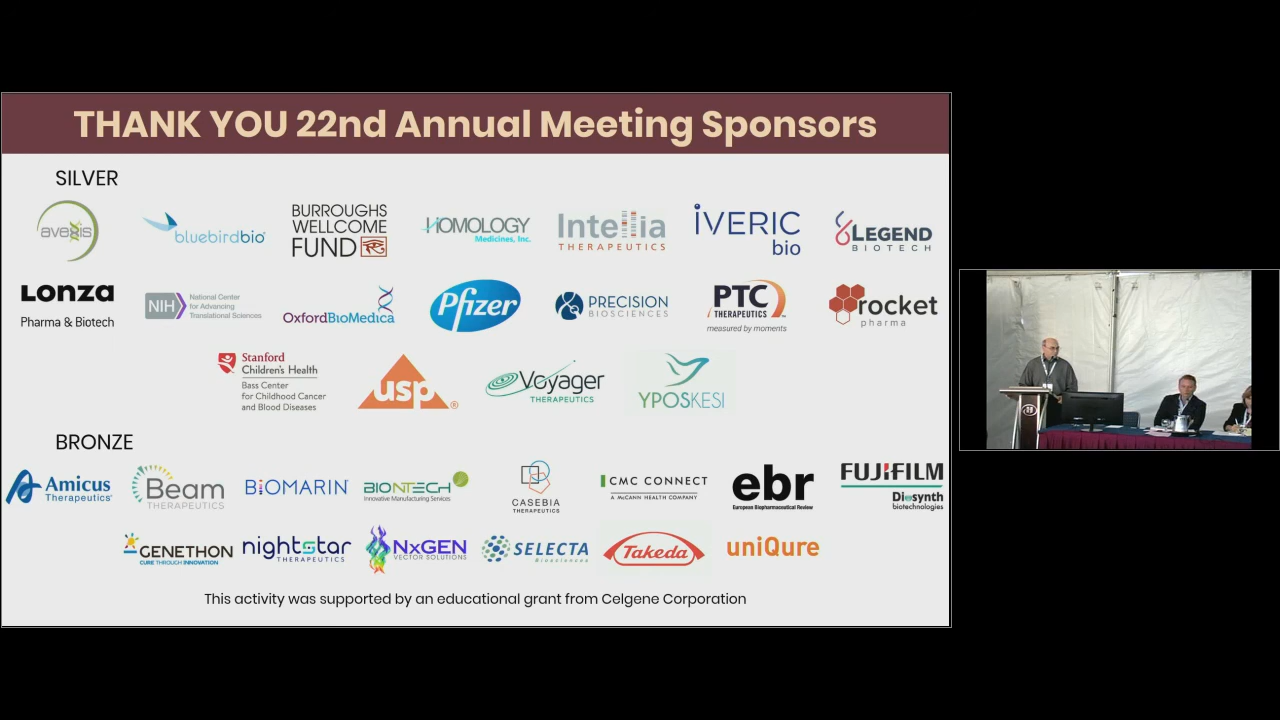 THANK YOU 22nd Annual Meeting Sponsors
SILVER
avexis
bluebirdbio
BURROUGHS
WELLCOME
FUND
HOMOLOGY
Medicines, Inc.
Intellia
THERAPEUTICS
iVERIC
bio
LEGEND
BIOTECH
Lonza
Pharma & Biotech
NIH
National Center
for Advancing
Translational Sciences
OxfordBioMedica
Pfizer
PRECISION
BIOSCIENCES
PTC
THERAPEUTICS
measured by moments
rocket
pharma
Stanford
Children's Health
Bass Center
for Childhood Cancer
and Blood Diseases
usp
®
Voyager
THERAPEUTICS
YPOSKESI
BRONZE
Amicus
Therapeutics
Beam
THERAPEUTICS
BIOMARIN
BIONTECH
Innovative Manufacturing Services
CASEBIA
THERAPEUTICS
CMC CONNECT
A McCANN HEALTH COMPANY
ebr
European Biopharmaceutical Review
FUJIFILM
Diosynth
biotechnologies
GENETHON
CURE THROUGH INNOVATION
nightstar
THERAPEUTICS
NxGEN
VECTOR SOLUTIONS
SELECTA
Biosciences
Takeda
uniQure
This activity was supported by an educational grant from Celgene Corporation